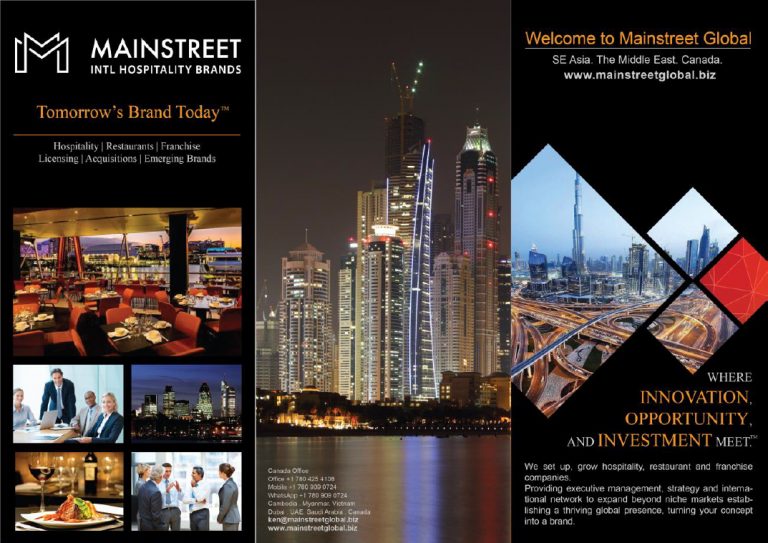 MAINSTREET
INTL HOSPITALITY BRANDS
Tomorrow's Brand Today™
Hospitality | Restaurants | Franchise
Licensing | Acquisitions | Emerging Brands
Canada Office
Office +1 780 425 4108
Mobile +1 780 909 0724
WhatsApp +1 780 909 0724
Cambodia . Myanmar. Vietnam
Dubai . UAE. Saudi Arabia . Canada
ken@mainstreetglobal.biz
www.mainstreetglobal.biz
Welcome to Mainstreet Global
SE Asia. The Middle East, Canada.
www.mainstreetglobal.biz
WHERE
INNOVATION,
OPPORTUNITY,
AND INVESTMENT MEET.™
We set up, grow hospitality, restaurant and franchise
companies.
Providing executive management, strategy and interna-
tional network to expand beyond niche markets estab-
lishing a thriving global presence, turning your concept
into a brand.